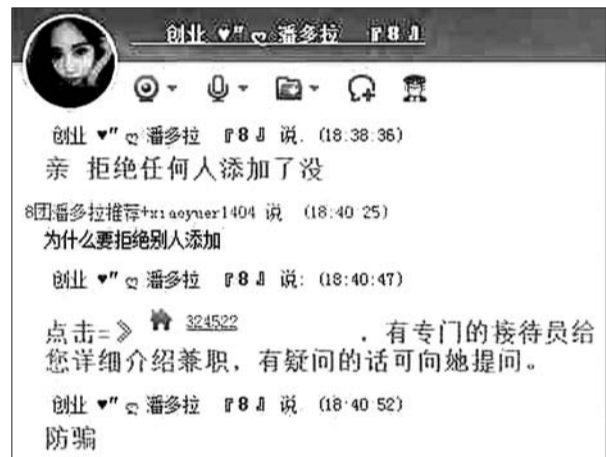 创业 ♥″ ღ 潘多拉 『8』
创业 ♥″ ღ 潘多拉 『8』 说. (18:38:36)
亲 拒绝任何人添加了没
8团潘多拉推荐+xiaoyuer1404 说 (18:40:25)
为什么要拒绝别人添加
创业 ♥″ ღ 潘多拉 『8』 说: (18:40:47)
点击=》 324522 . 有专门的接待员给
您详细介绍兼职, 有疑问的话可向她提问。
创业 ♥″ ღ 潘多拉 『8』 说 (18:40:52)
防骗